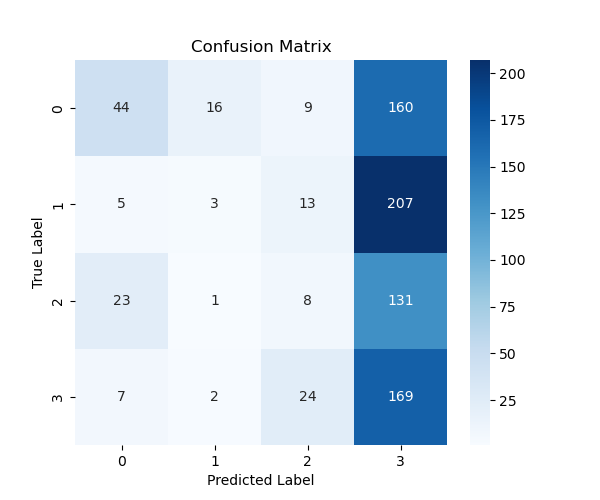 Confusion Matrix
0 44 16 9 160
1 5 3 13 207
2 23 1 8 131
3 7 2 24 169
0 1 2 3
True Label
Predicted Label
200
175
150
125
100
75
50
25